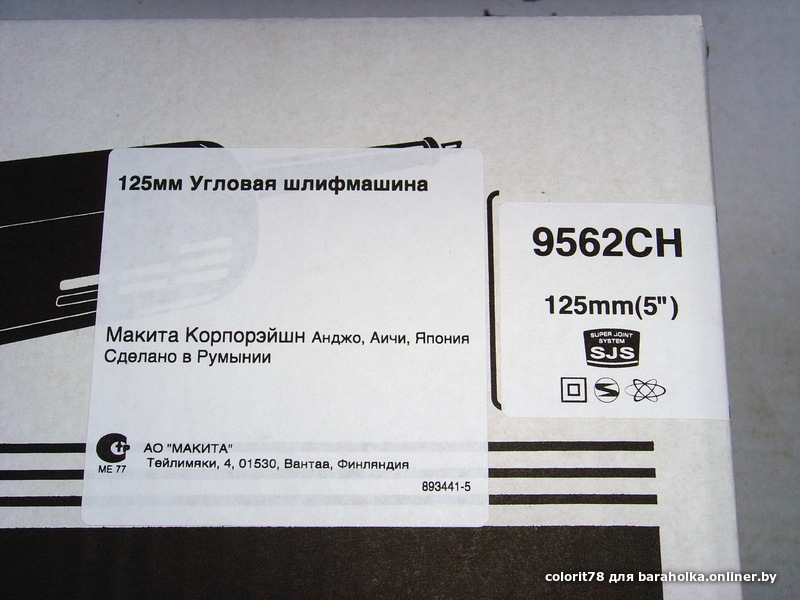 125мм Угловая шлифмашина
Макита Корпорэйшн Анджо, Аичи, Япония
Сделано в Румынии
АО "МАКИТА"
Тейлимяки, 4, 01530, Вантаа, Финляндия
ME 77
893441-5
9562CH
125mm(5")
SUPER JOINT
SYSTEM
SJS
colorit78 для baraholka.onliner.by